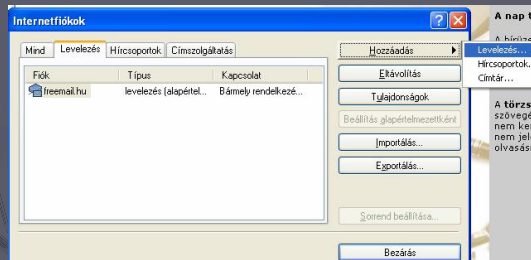 Internetfiókok
Mind Levelezés Hírcsoportok Címszolgáltatás
Fiók Típus Kapcsolat
freemail.hu levelezés (alapértel... Bármely rendelkezé...
Hozzáadás
Eltávolítás
Tulajdonságok
Beállítás alapértelmezettként
Importálás...
Exportálás...
Sorrend beállítása...
Bezárás
Levelezés...
Hírcsoportok.
Címtár...
A nap t
A törzs
szövegé
nem ker
nem jel
olvasás